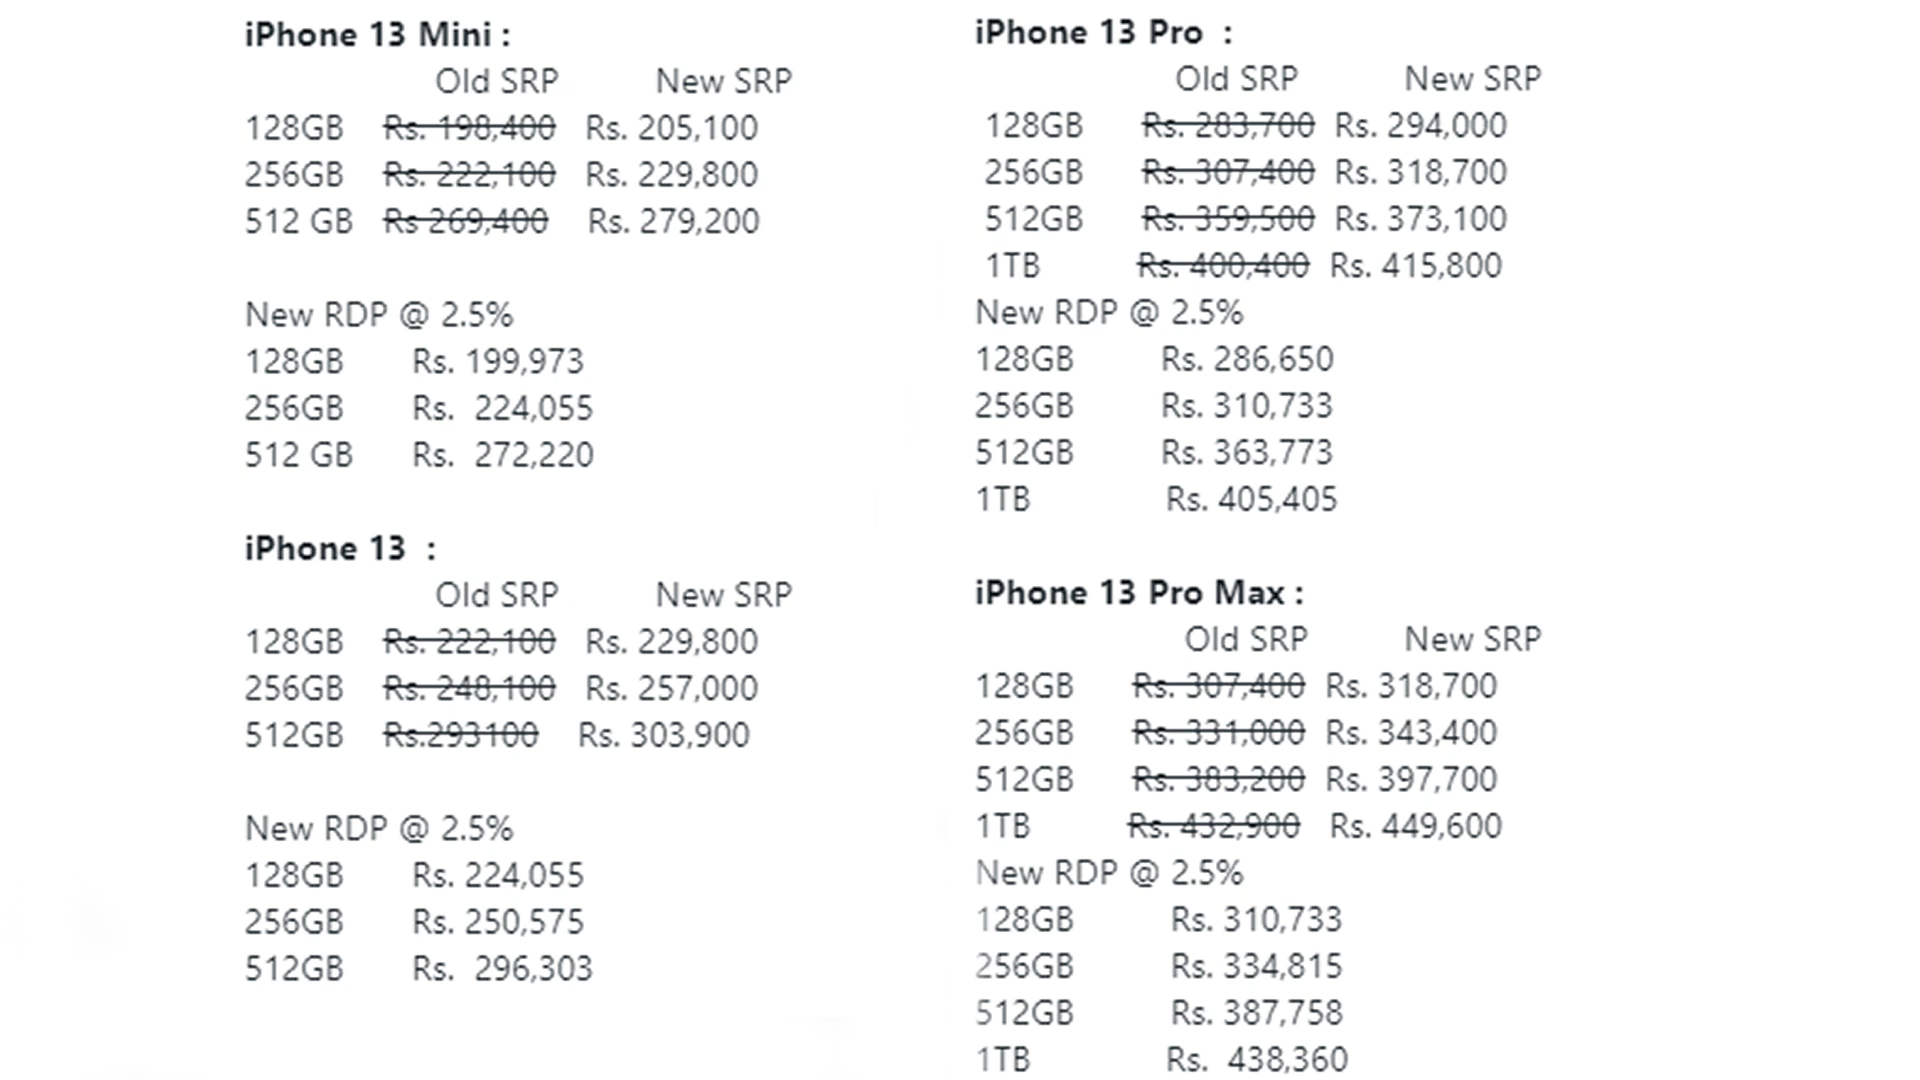 iPhone 13 Mini :
Old SRP New SRP
128GB Rs. 198,400 Rs. 205,100
256GB Rs. 222,100 Rs. 229,800
512 GB Rs 269,400 Rs. 279,200
New RDP @ 2.5%
128GB Rs. 199,973
256GB Rs. 224,055
512 GB Rs. 272,220
iPhone 13 :
Old SRP New SRP
128GB Rs. 222,100 Rs. 229,800
256GB Rs. 248,100 Rs. 257,000
512GB Rs.293100 Rs. 303,900
New RDP @ 2.5%
128GB Rs. 224,055
256GB Rs. 250,575
512GB Rs. 296,303
iPhone 13 Pro :
Old SRP New SRP
128GB Rs. 283,700 Rs. 294,000
256GB Rs. 307,400 Rs. 318,700
512GB Rs. 359,500 Rs. 373,100
1TB Rs. 400,400 Rs. 415,800
New RDP @ 2.5%
128GB Rs. 286,650
256GB Rs. 310,733
512GB Rs. 363,773
1TB Rs. 405,405
iPhone 13 Pro Max :
Old SRP New SRP
128GB Rs. 307,400 Rs. 318,700
256GB Rs. 331,000 Rs. 343,400
512GB Rs. 383,200 Rs. 397,700
1TB Rs. 432,900 Rs. 449,600
New RDP @ 2.5%
128GB Rs. 310,733
256GB Rs. 334,815
512GB Rs. 387,758
1TB Rs. 438,360